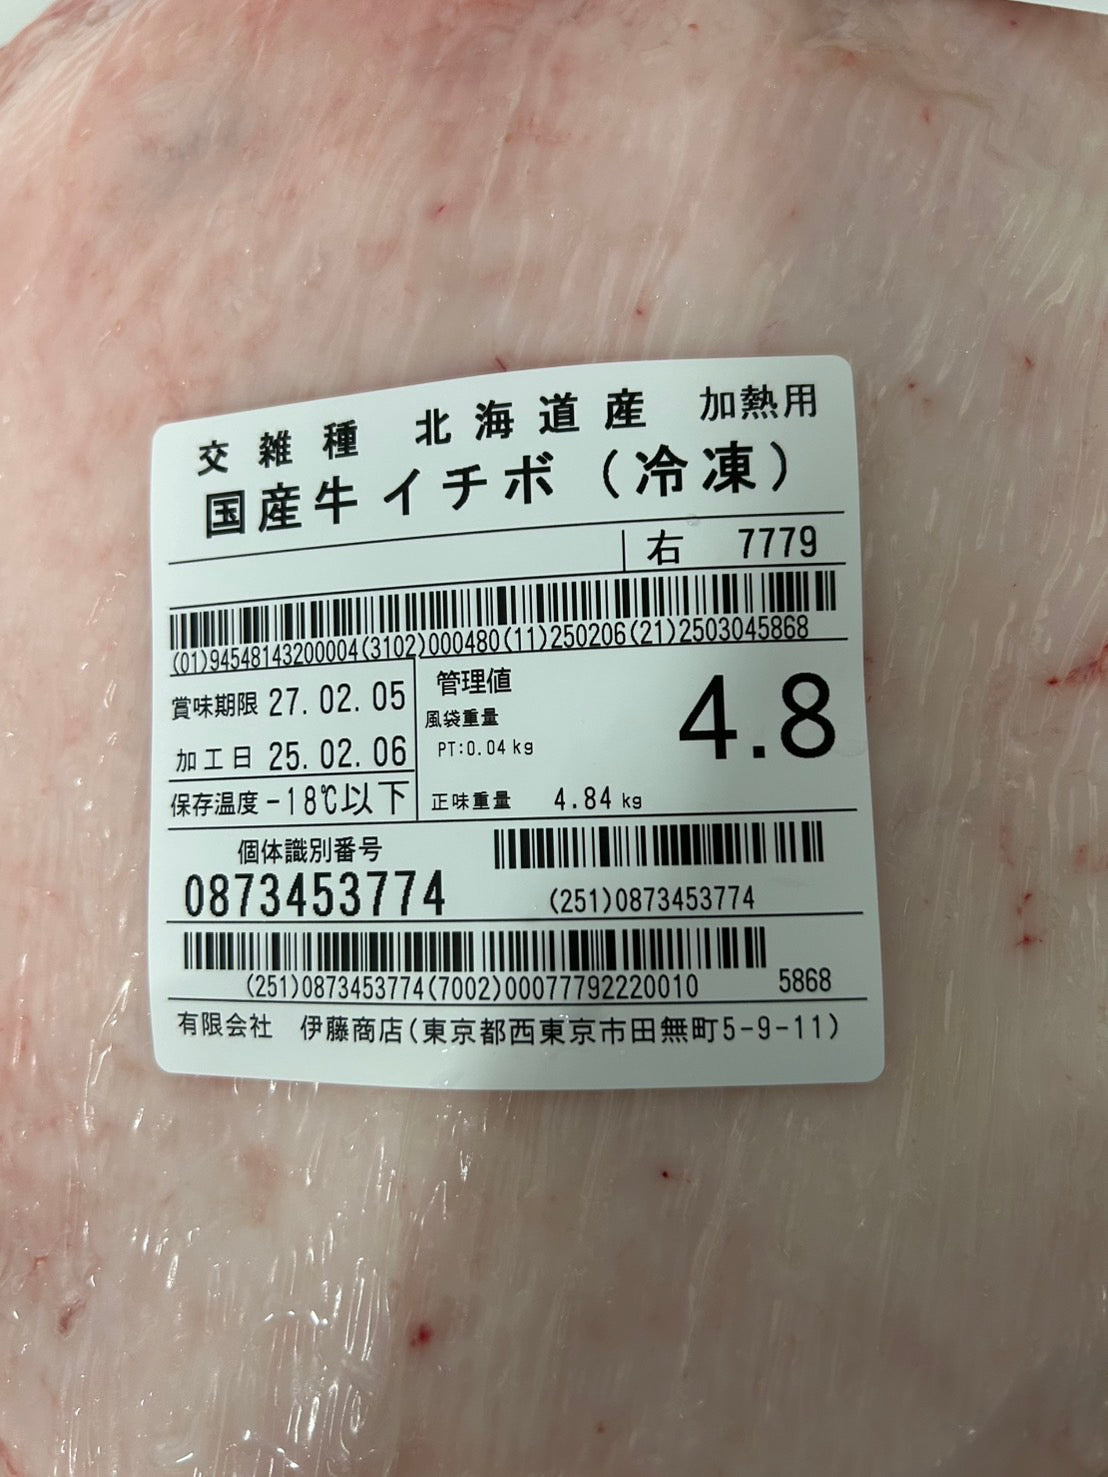 交雑種 北海道産 加熱用
国産牛イチボ（冷凍）
右 7779
(01)94548143200004(3102)000480(11)250206(21)2503045868
賞味期限 27.02.05
加工日 25.02.06
保存温度 -18℃以下
管理値 4.8
風袋重量
PT:0.04kg
正味重量 4.84kg
個体識別番号
0873453774
(251)0873453774
(251)0873453774(7002)00077792220010 5868
有限会社 伊藤商店(東京都西東京市田無町5-9-11)